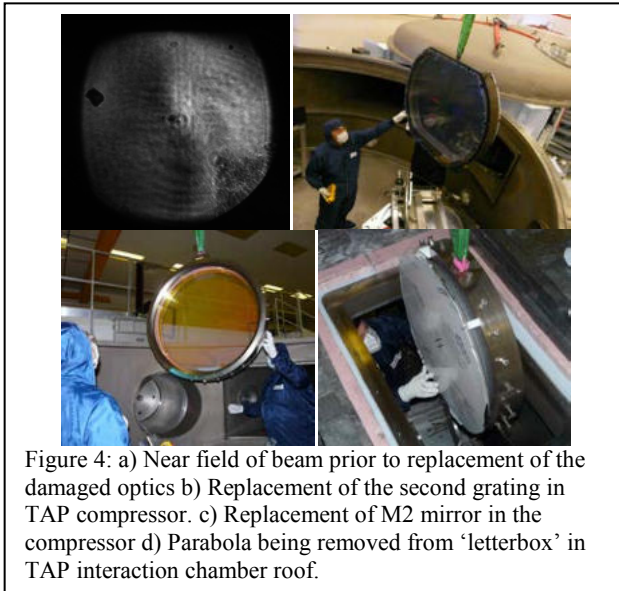 Figure 4: a) Near field of beam prior to replacement of the
damaged optics b) Replacement of the second grating in
TAP compressor. c) Replacement of M2 mirror in the
compressor d) Parabola being removed from ‘letterbox’ in
TAP interaction chamber roof.